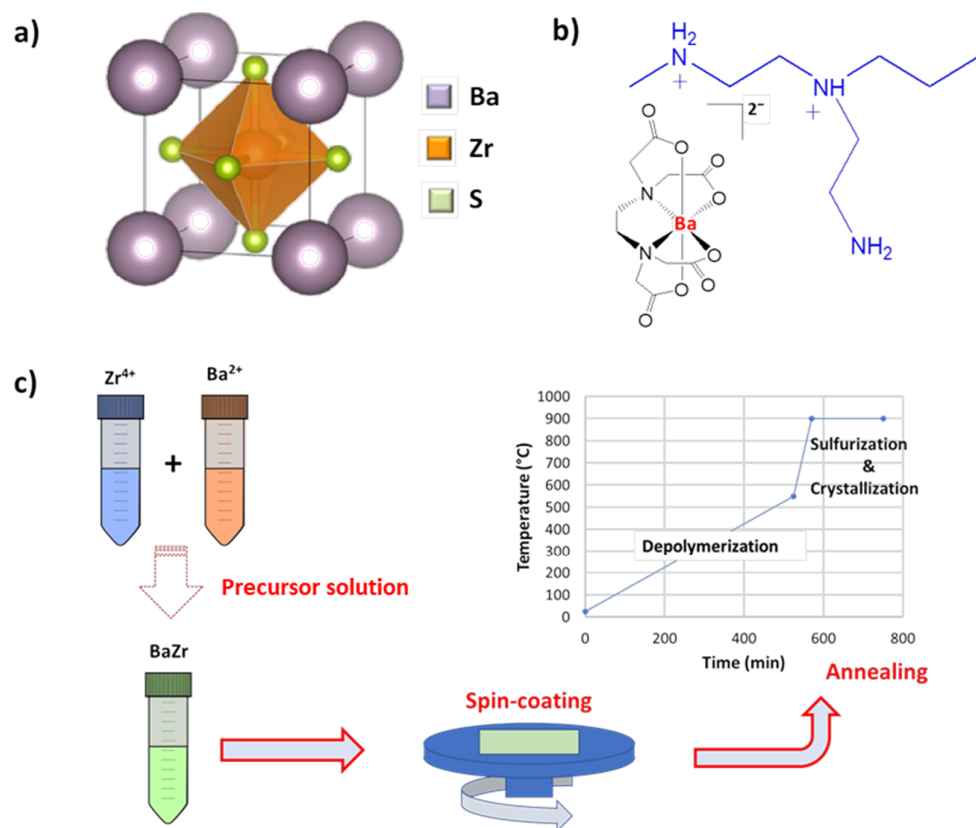 a)
Ba
Zr
S
b)
H₂
N
+
NH
+
NH₂
2⁻
O
O
O
O
N
Ba
N
O
O
O
O
c)
Zr⁴⁺
Ba²⁺
+
Precursor solution
BaZr
Spin-coating
Annealing
Temperature (°C)
1000
900
800
700
600
500
400
300
200
100
0
Sulfurization
&
Crystallization
Depolymerization
0
200
400
600
800
Time (min)